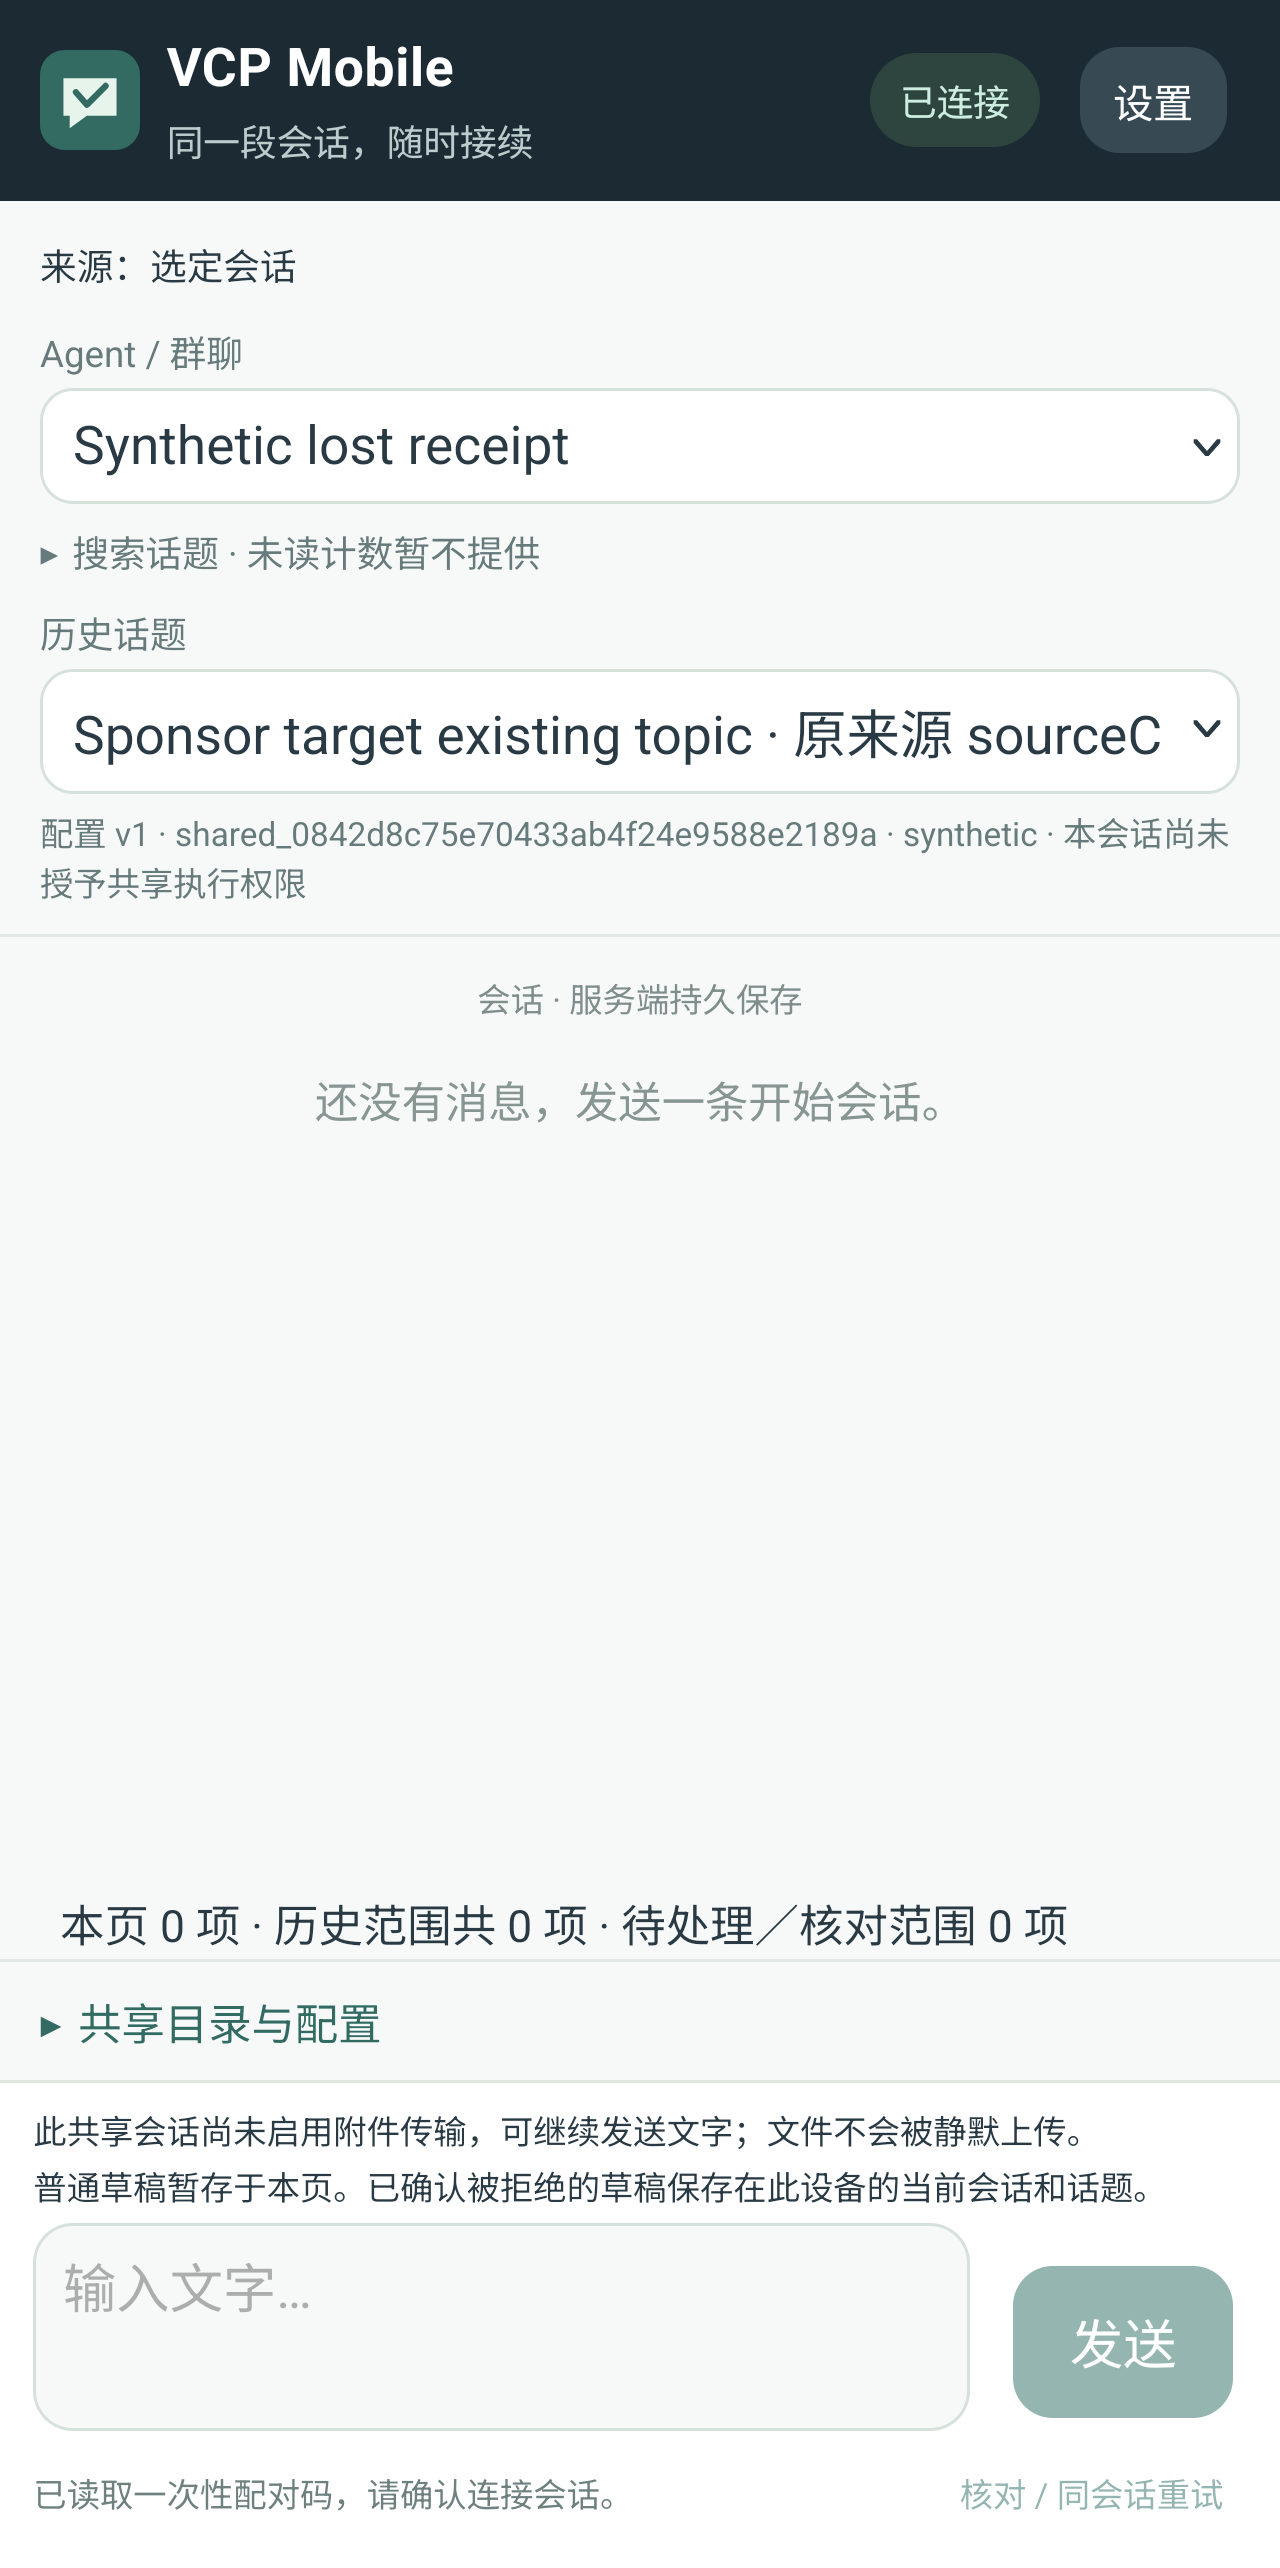 VCP Mobile
同一段会话，随时接续
已连接
设置
来源：选定会话
Agent / 群聊
Synthetic lost receipt
▸ 搜索话题 · 未读计数暂不提供
历史话题
Sponsor target existing topic · 原来源 sourceC
配置 v1 · shared_0842d8c75e70433ab4f24e9588e2189a · synthetic · 本会话尚未
授予共享执行权限
会话 · 服务端持久保存
还没有消息，发送一条开始会话。
本页 0 项 · 历史范围共 0 项 · 待处理／核对范围 0 项
▸ 共享目录与配置
此共享会话尚未启用附件传输，可继续发送文字；文件不会被静默上传。
普通草稿暂存于本页。已确认被拒绝的草稿保存在此设备的当前会话和话题。
输入文字…
发送
已读取一次性配对码，请确认连接会话。
核对 / 同会话重试